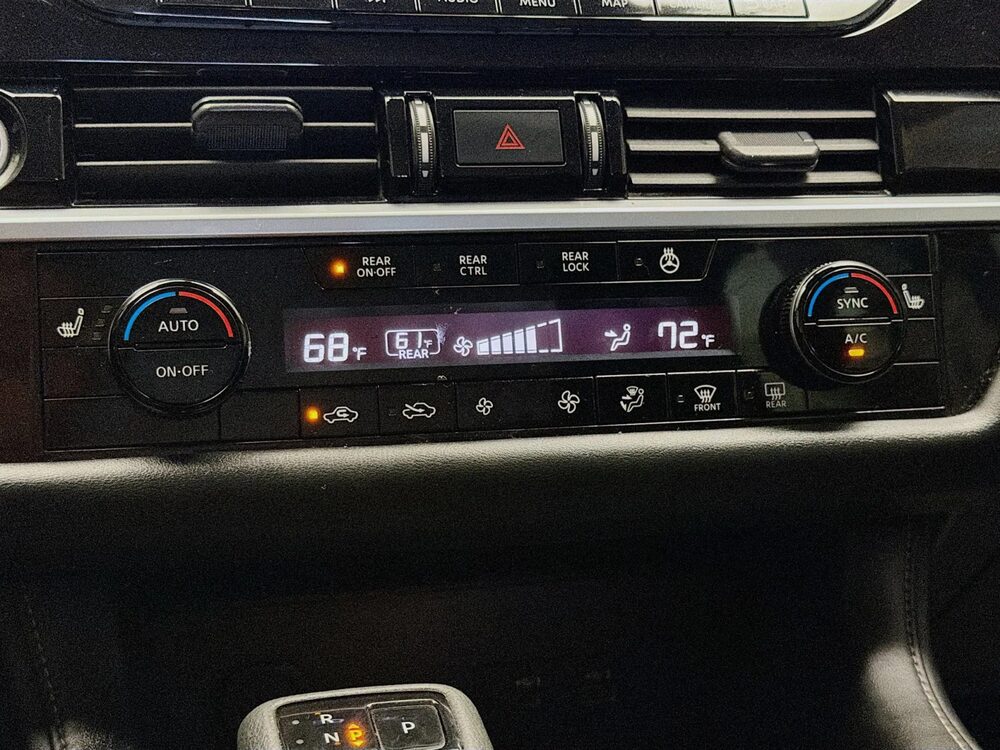 AUDIO
MENU
MAP
REAR
ON·OFF
REAR
CTRL
REAR
LOCK
AUTO
ON·OFF
68°F
61°F
REAR
72°F
SYNC
A/C
FRONT
REAR
R
N
P
P